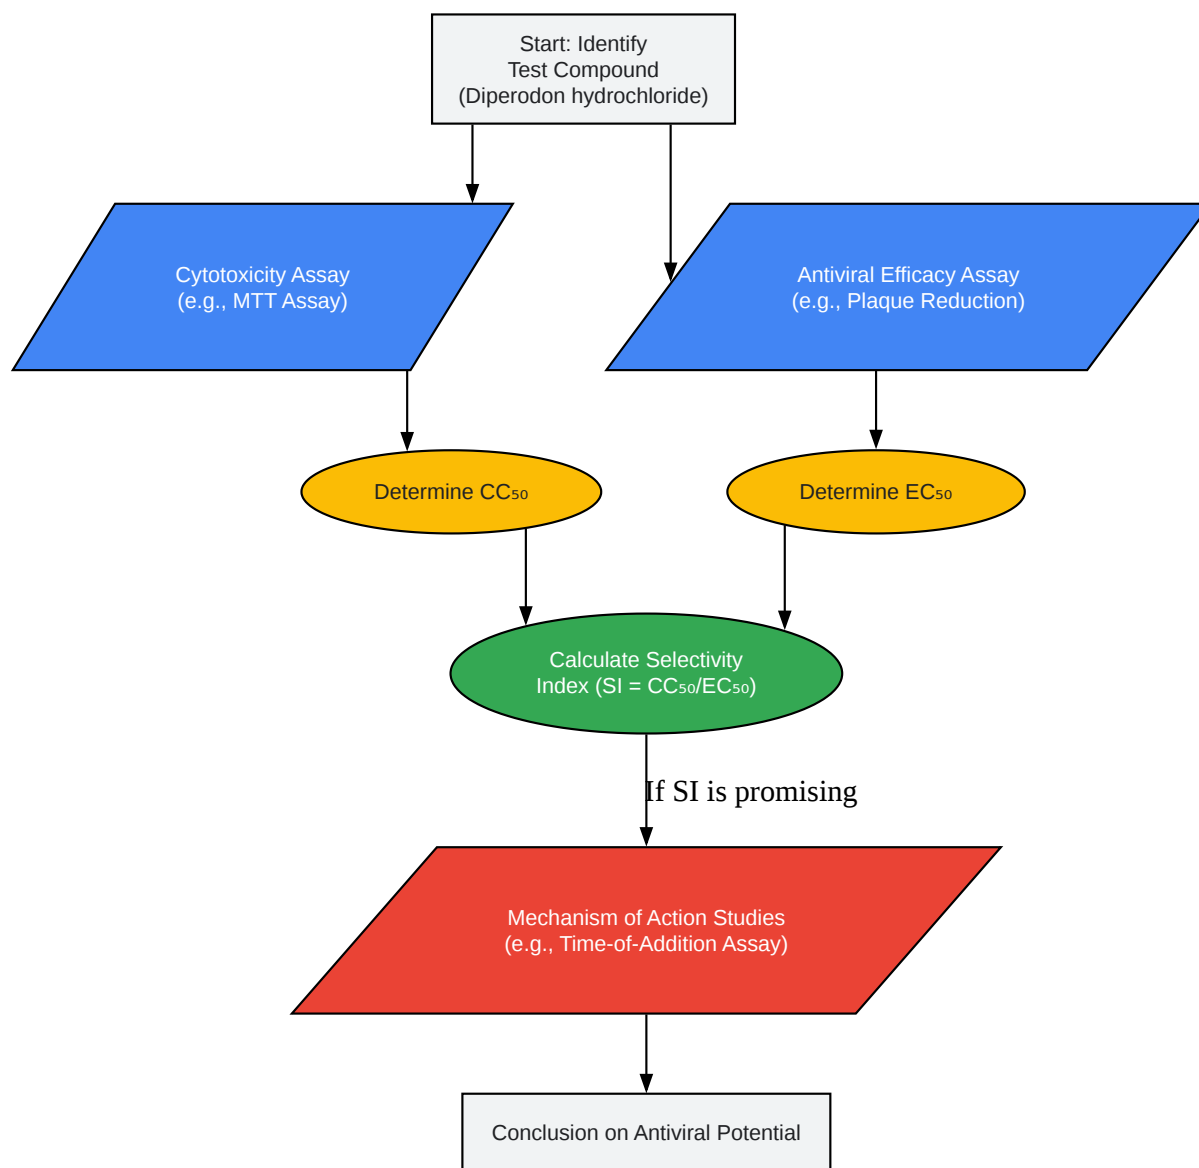 Start: Identify
Test Compound
(Diperodon hydrochloride)
Cytotoxicity Assay
(e.g., MTT Assay)
Antiviral Efficacy Assay
(e.g., Plaque Reduction)
Determine CC₅₀
Determine EC₅₀
Calculate Selectivity
Index (SI = CC₅₀/EC₅₀)
If SI is promising
Mechanism of Action Studies
(e.g., Time-of-Addition Assay)
Conclusion on Antiviral Potential